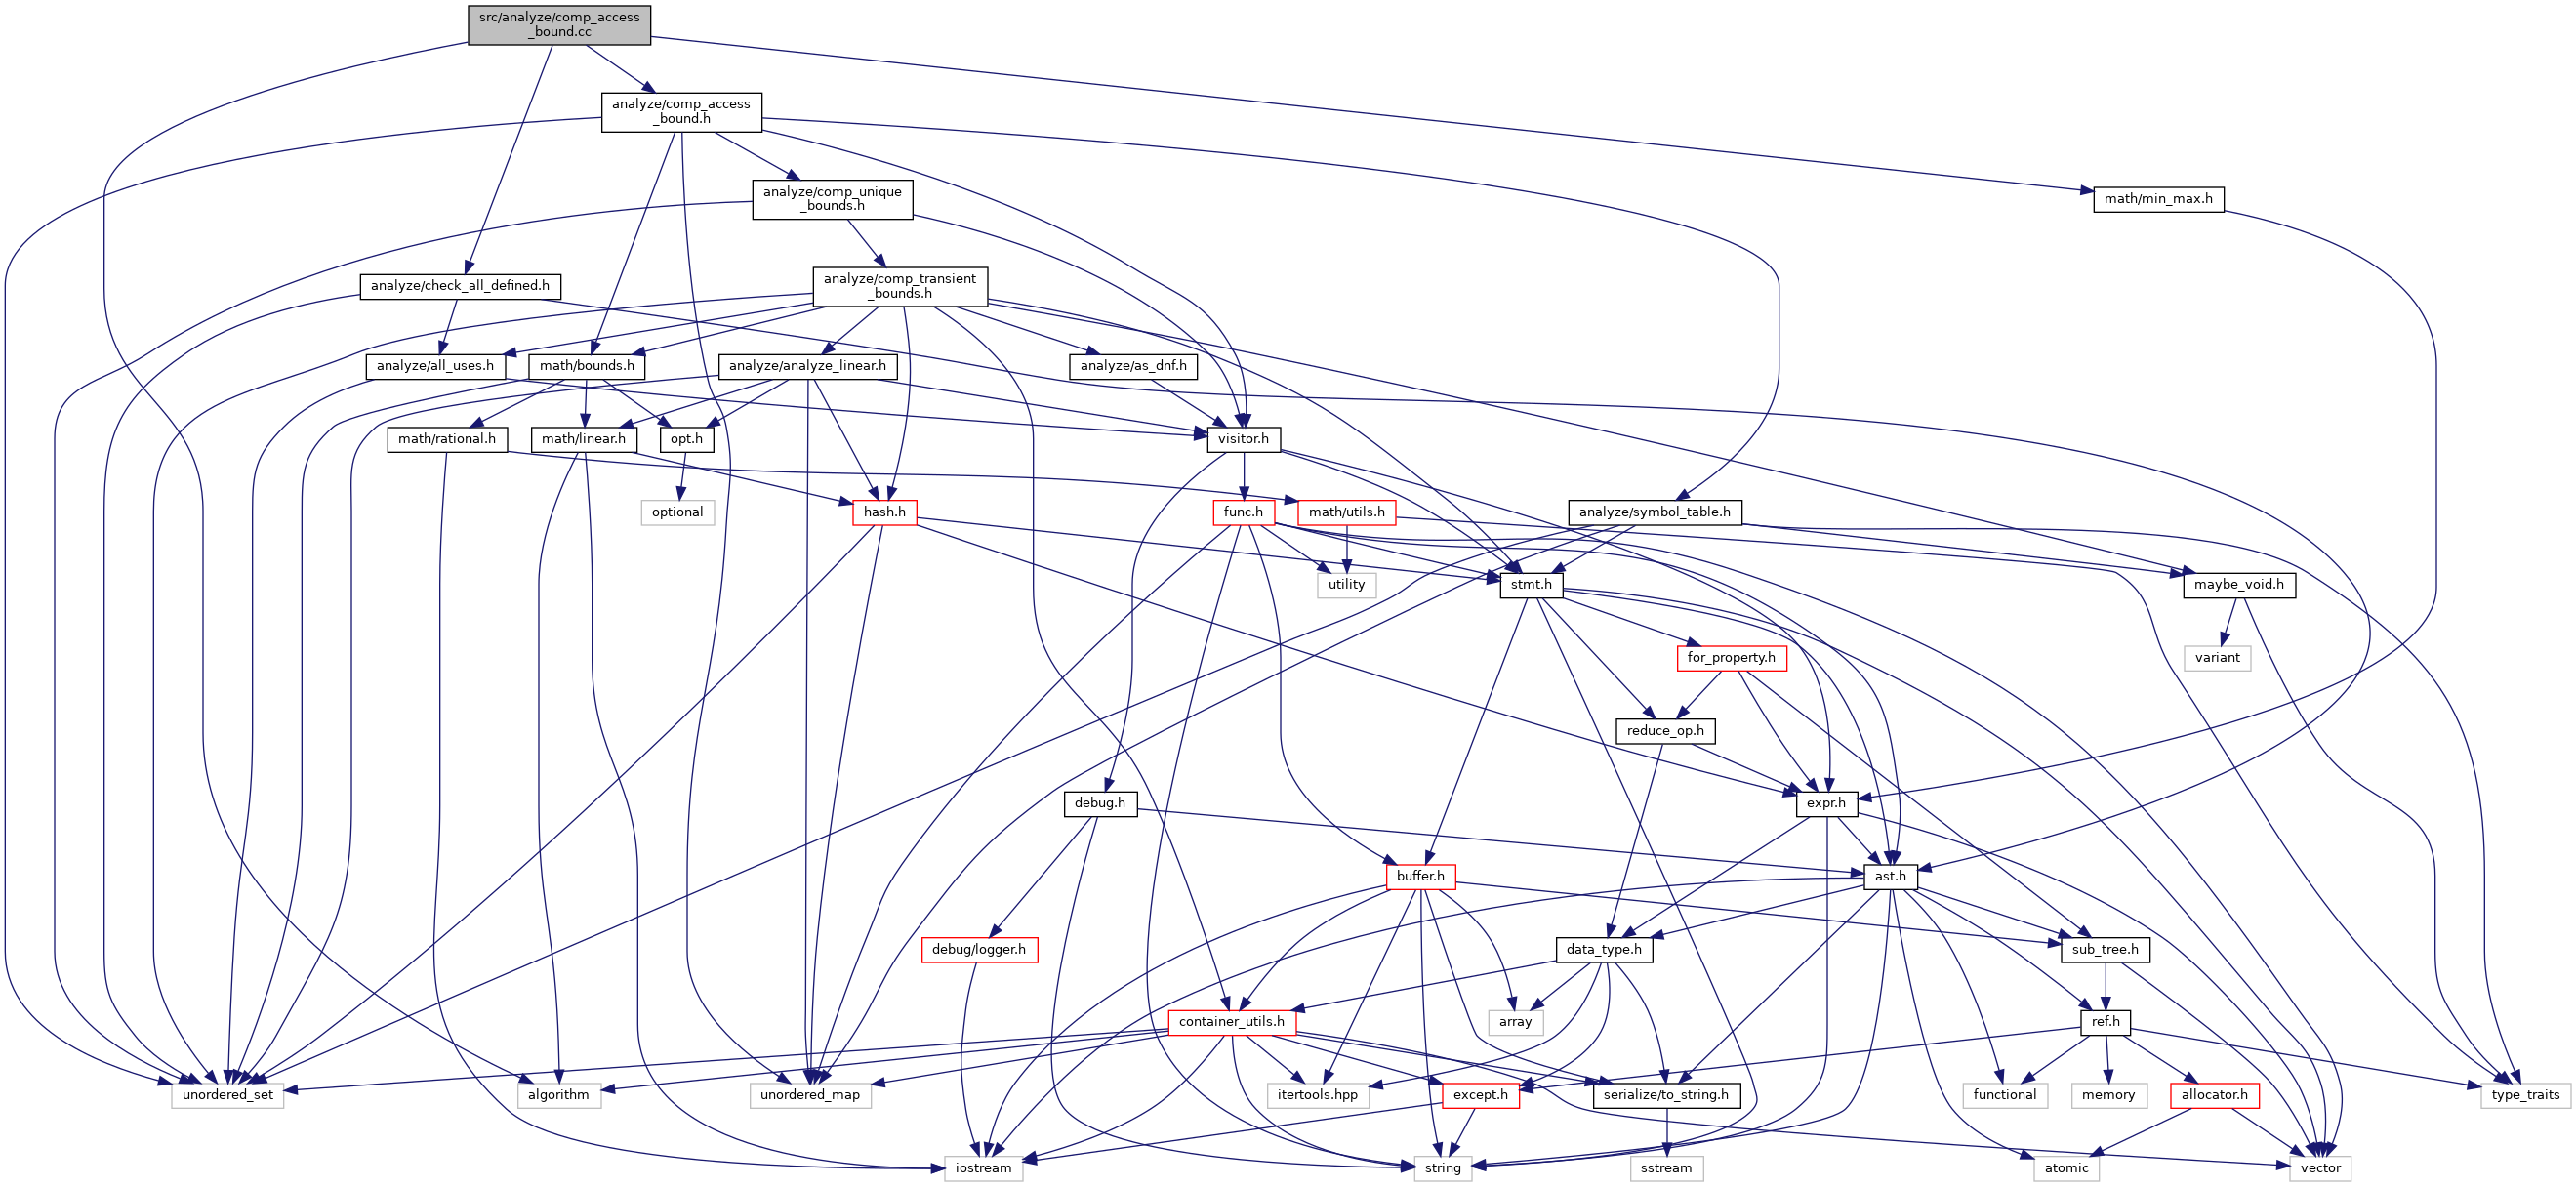 src/analyze/comp_access
_bound.cc
analyze/comp_access
_bound.h
analyze/comp_unique
_bounds.h
math/min_max.h
analyze/check_all_defined.h
analyze/comp_transient
_bounds.h
analyze/all_uses.h
math/bounds.h
analyze/analyze_linear.h
analyze/as_dnf.h
math/rational.h
math/linear.h
opt.h
visitor.h
optional
hash.h
func.h
math/utils.h
analyze/symbol_table.h
utility
stmt.h
maybe_void.h
for_property.h
variant
reduce_op.h
debug.h
expr.h
buffer.h
ast.h
debug/logger.h
data_type.h
sub_tree.h
container_utils.h
array
ref.h
unordered_set
algorithm
unordered_map
itertools.hpp
except.h
serialize/to_string.h
functional
memory
allocator.h
type_traits
iostream
string
sstream
atomic
vector